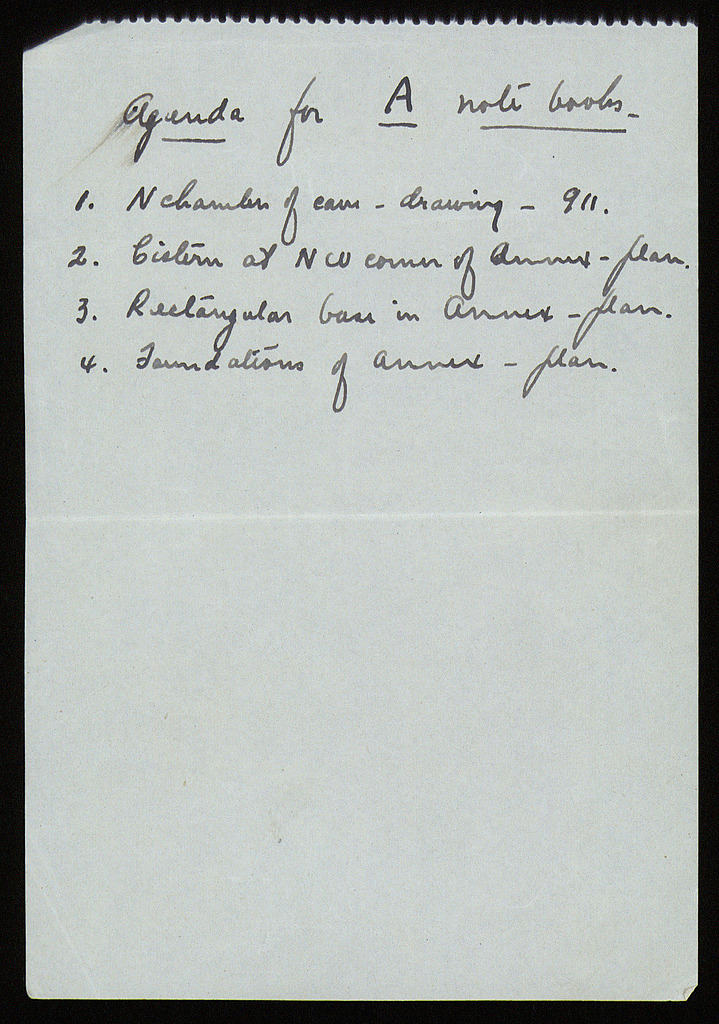 Agenda for A note books-
1. N chamber of cave - drawing - 911.
2. Cistern at NW corner of Annex - plan.
3. Rectangular base in Annex - plan.
4. Foundations of Annex - plan.